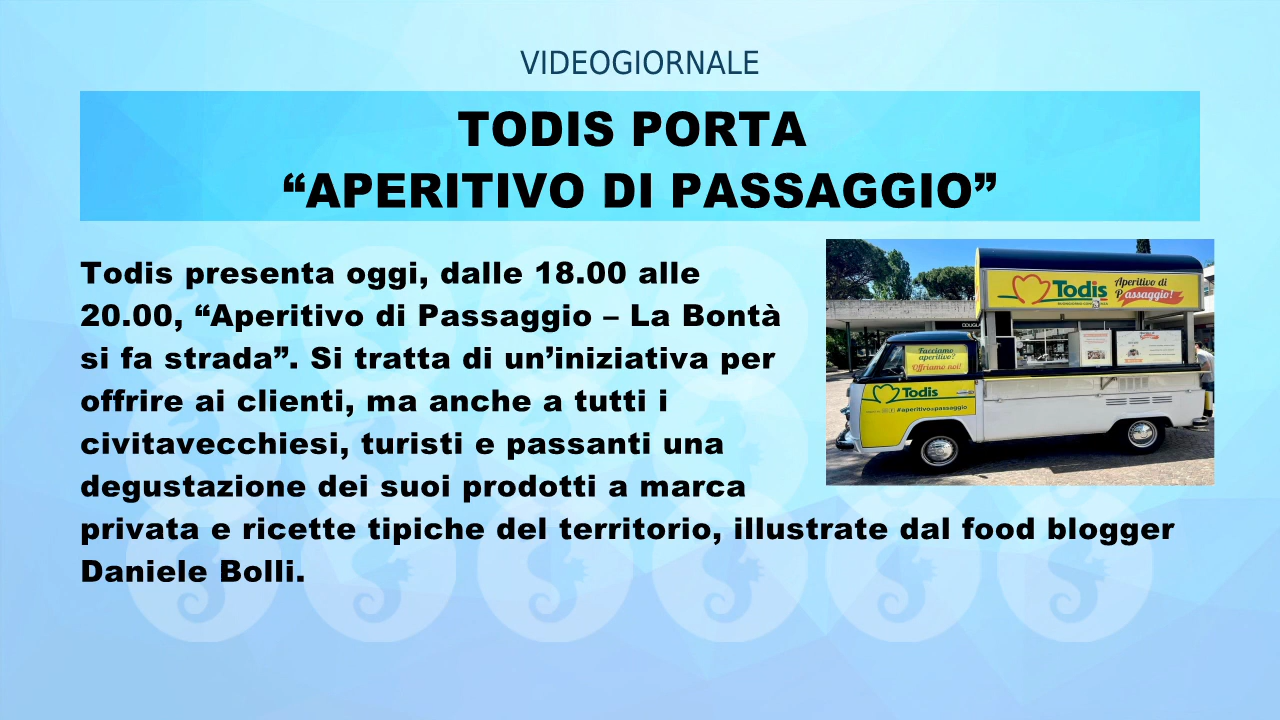 VIDEOGIORNALE
TODIS PORTA
“APERITIVO DI PASSAGGIO”
Todis presenta oggi, dalle 18.00 alle
20.00, “Aperitivo di Passaggio – La Bontà
si fa strada”. Si tratta di un’iniziativa per
offrire ai clienti, ma anche a tutti i
civitavecchiesi, turisti e passanti una
degustazione dei suoi prodotti a marca
privata e ricette tipiche del territorio, illustrate dal food blogger
Daniele Bolli.
Todis
Aperitivo di
Passaggio!
DOUGLA
Facciamo
aperitivo?
Offriamo noi!
Todis
#aperitivodipassaggio